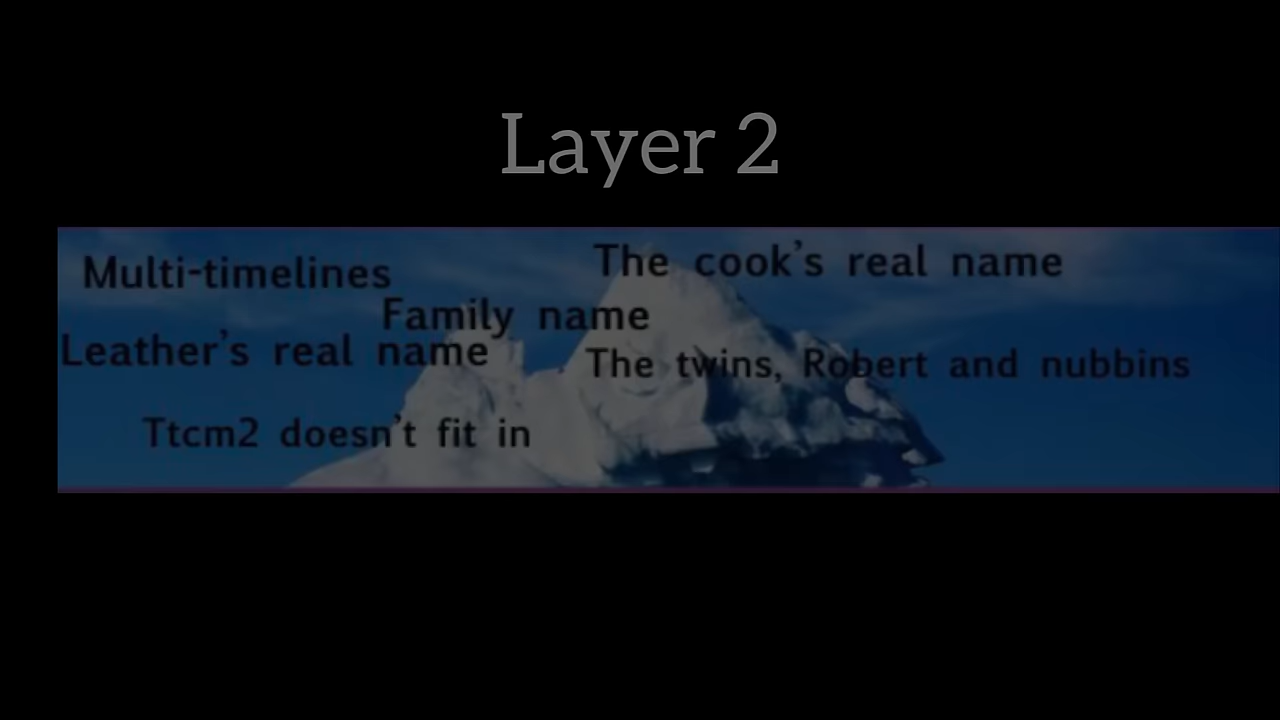 Layer 2
The cook's real name
Multi-timelines
Family name
Leather's real name
The twins, Robert and nubbins
Ttcm2 doesn't fit in